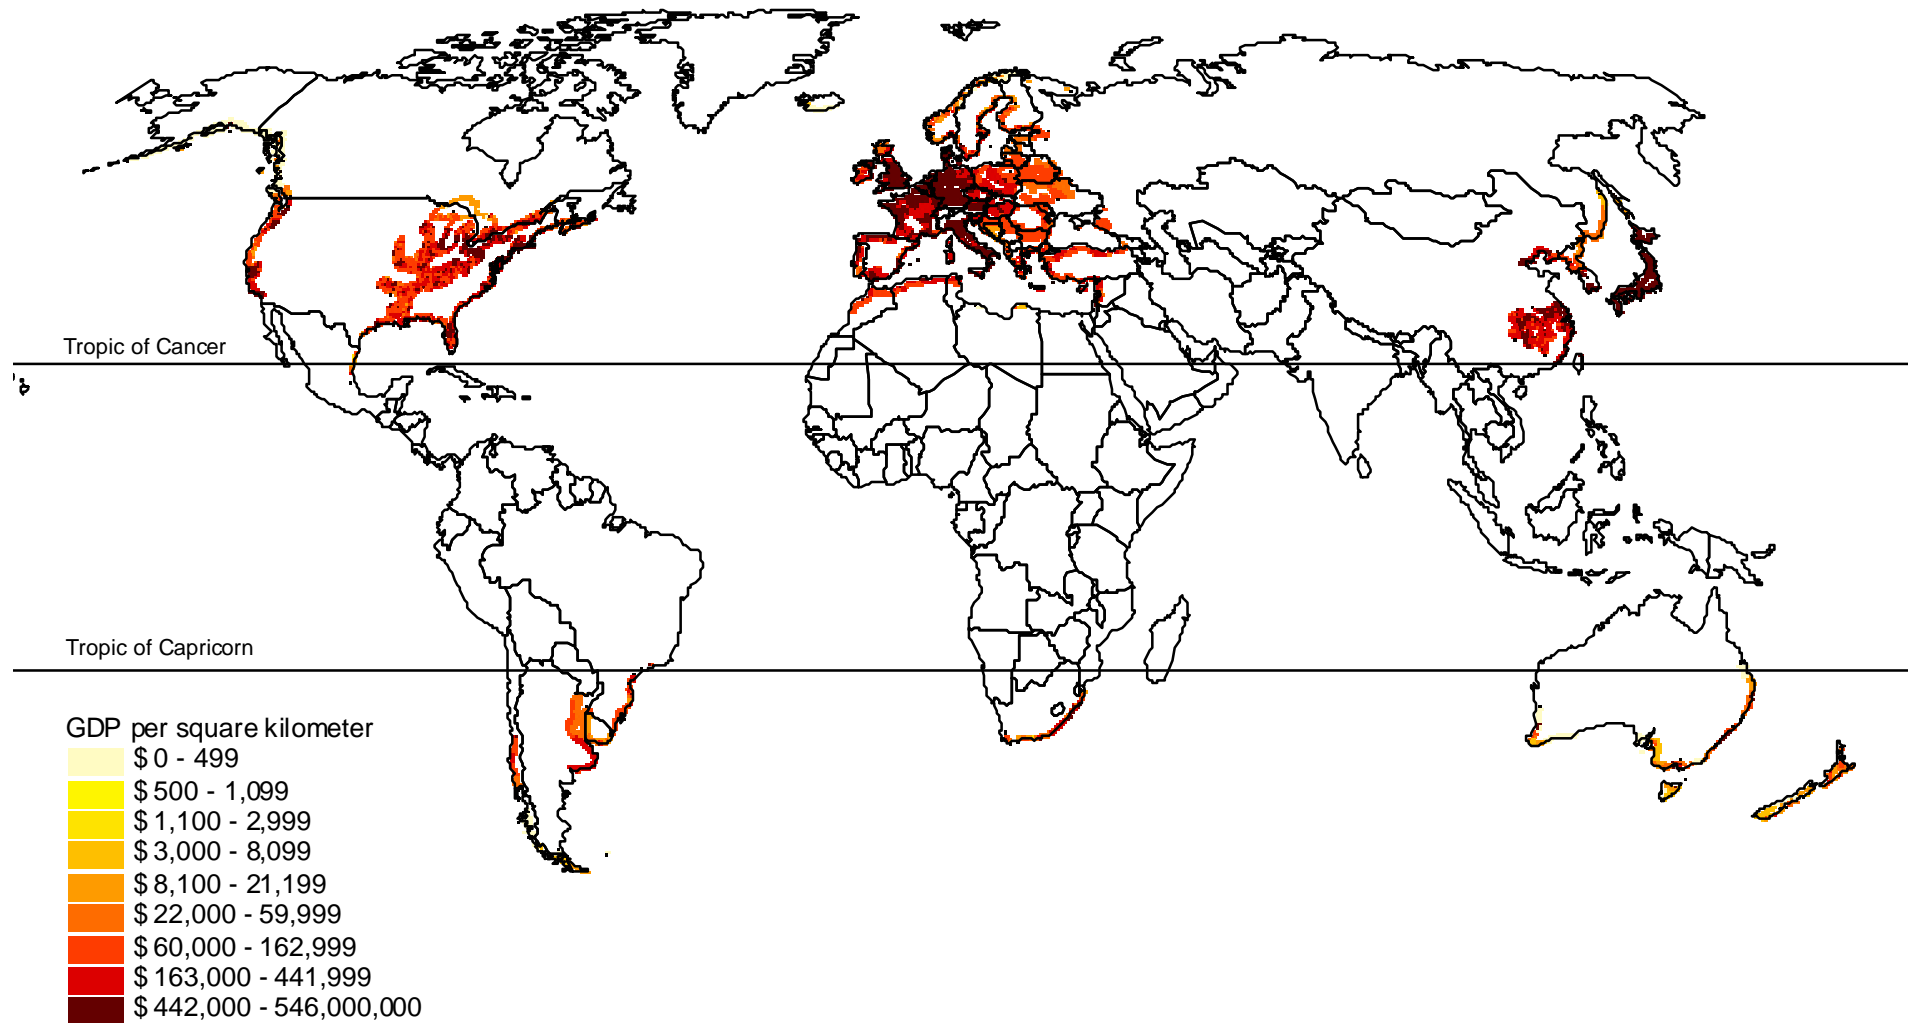 Tropic of Cancer
Tropic of Capricorn
GDP per square kilometer
$ 0 - 499
$ 500 - 1,099
$ 1,100 - 2,999
$ 3,000 - 8,099
$ 8,100 - 21,199
$ 22,000 - 59,999
$ 60,000 - 162,999
$ 163,000 - 441,999
$ 442,000 - 546,000,000